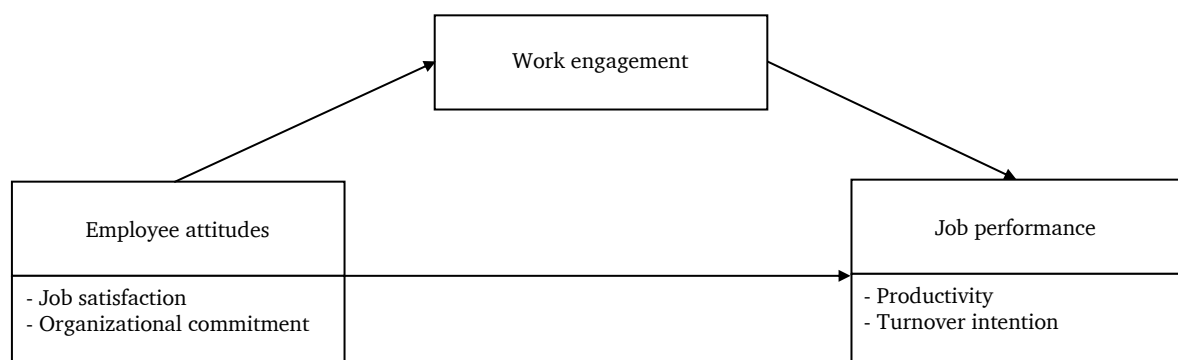 Work engagement
Employee attitudes
- Job satisfaction
- Organizational commitment
Job performance
- Productivity
- Turnover intention